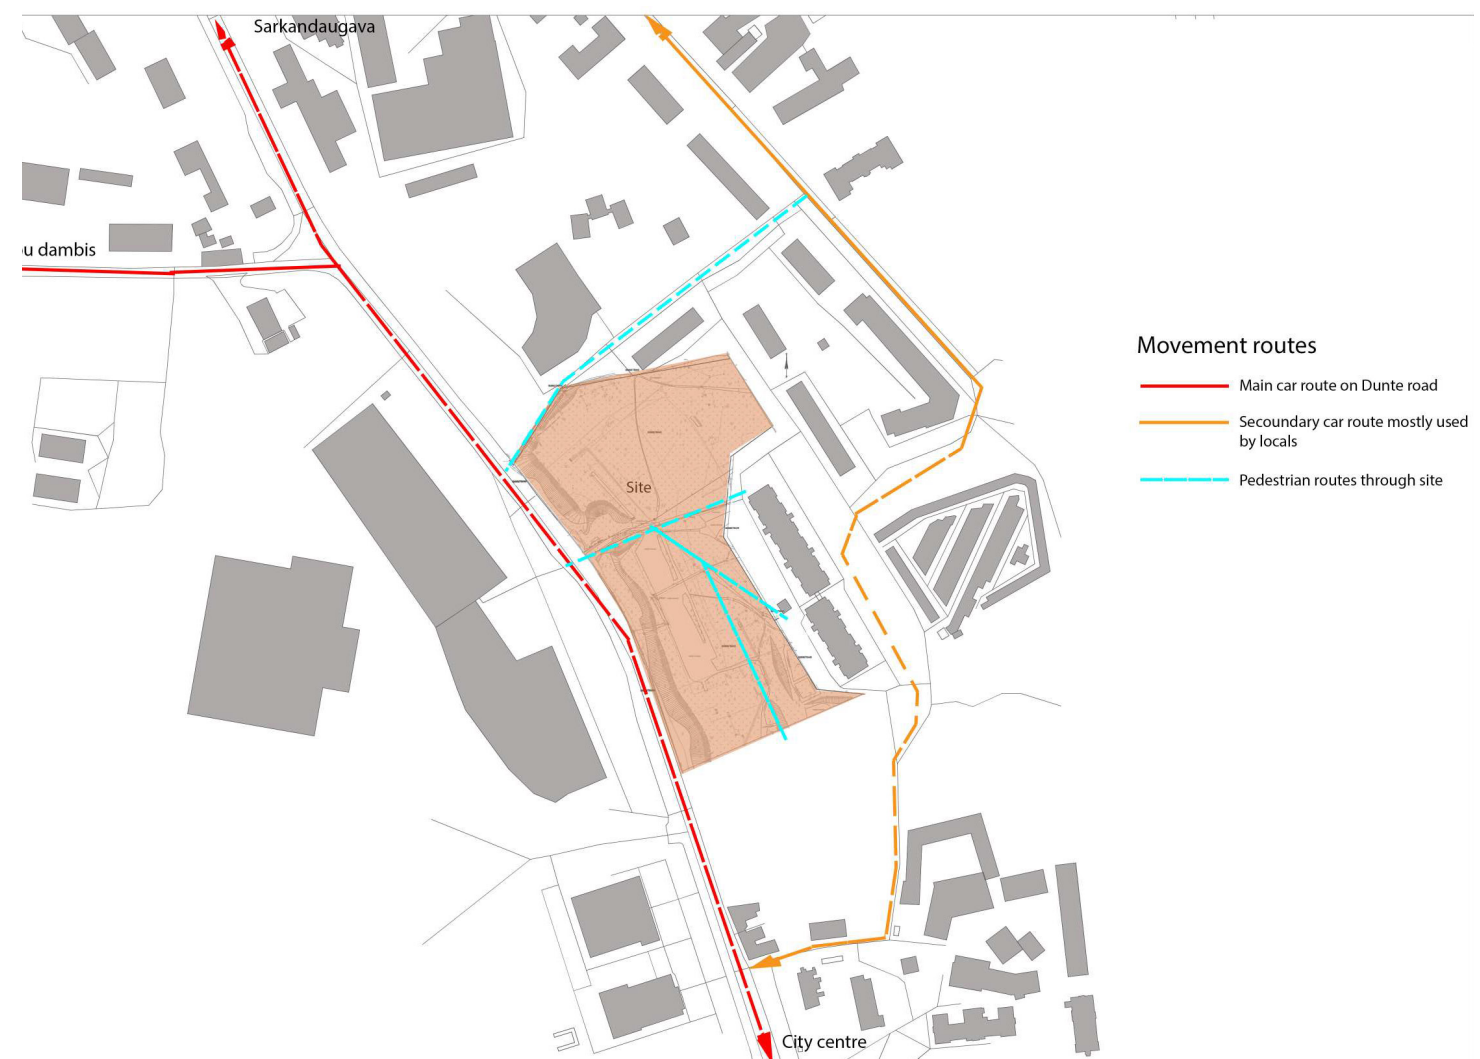 Sarkandaugava
ou dambis
Movement routes
Main car route on Dunte road
Secoundary car route mostly used
by locals
Pedestrian routes through site
Site
City centre